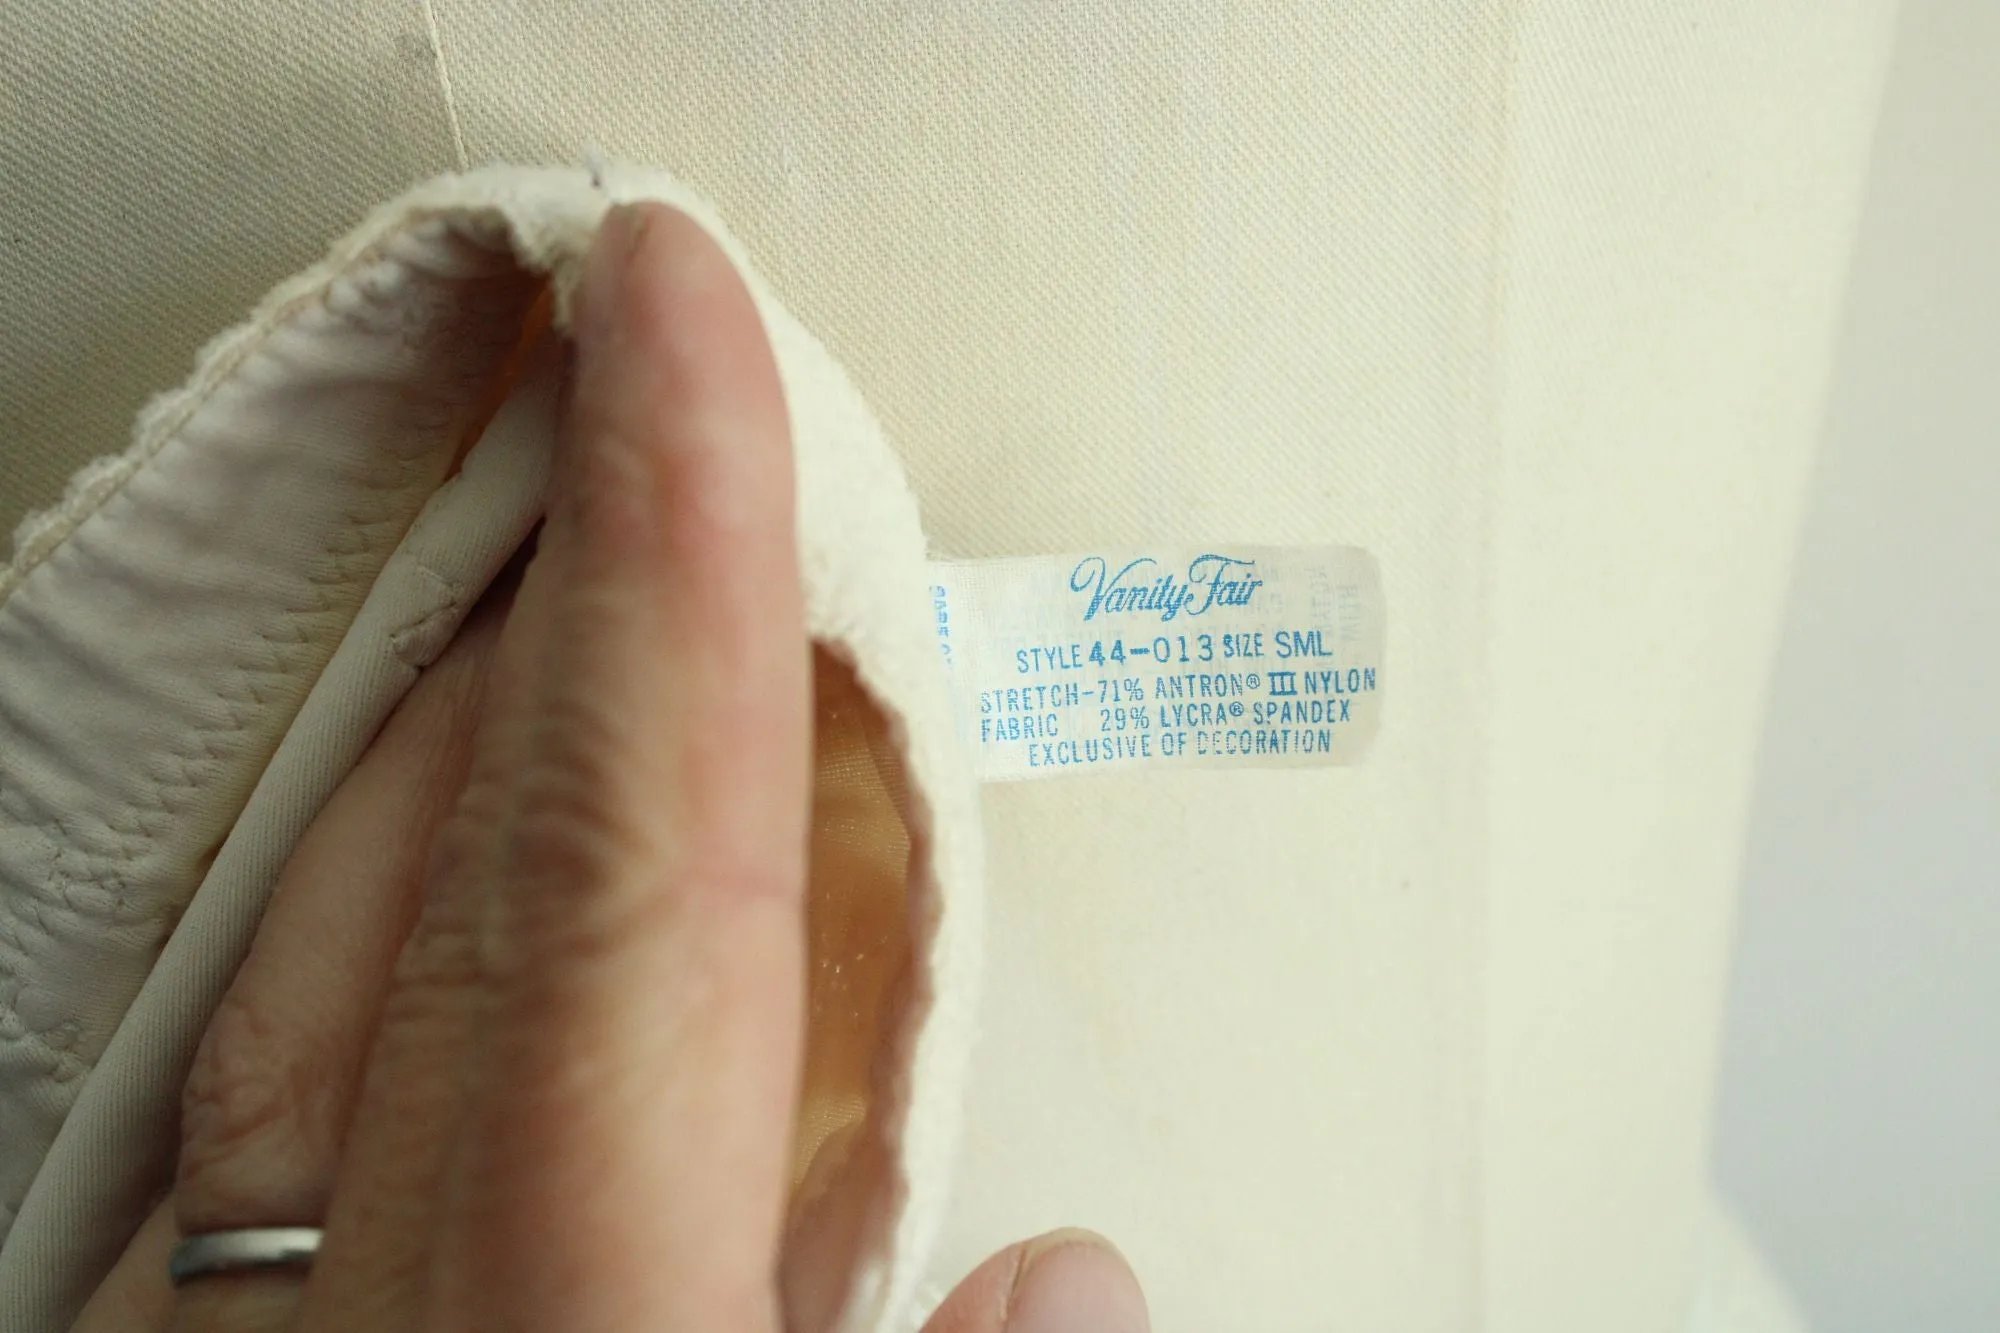 Vanity Fair
STYLE 44-013 SIZE SML
STRETCH-71% ANTRON® III NYLON
FABRIC 29% LYCRA® SPANDEX
EXCLUSIVE OF DECORATION